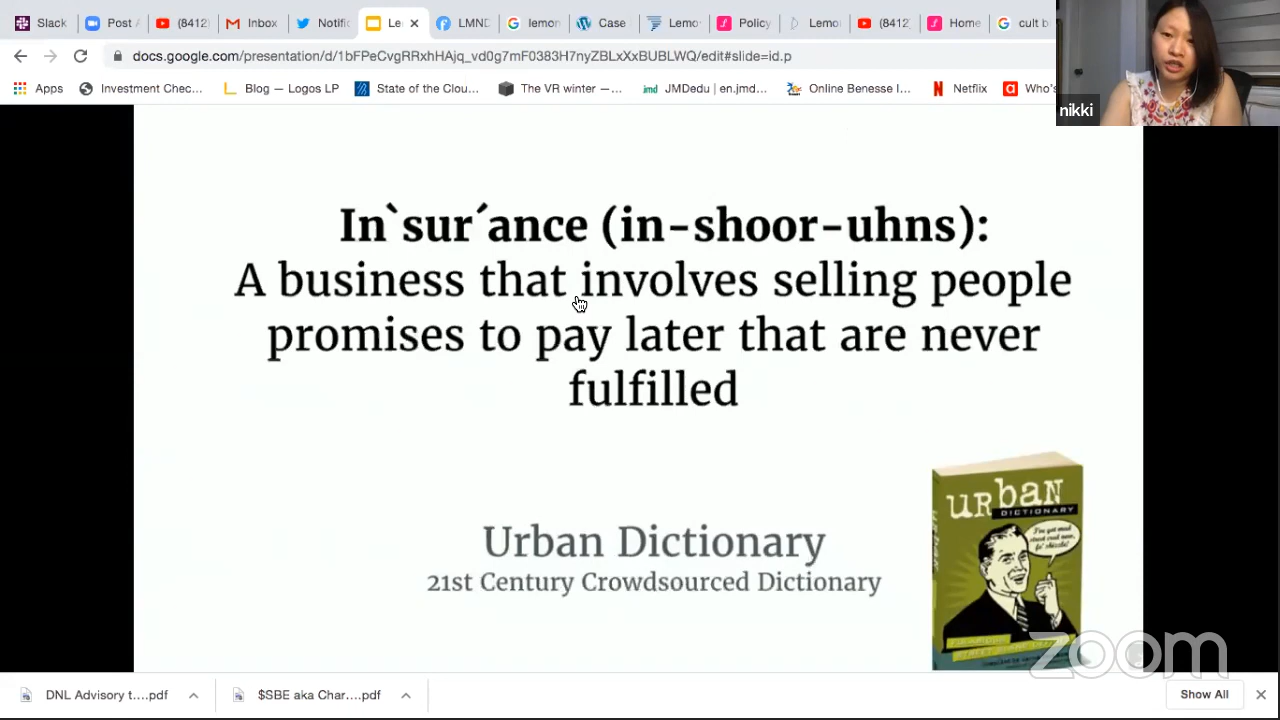 Slack
Post A
(8412)
Inbox
Notific
Le
LMND
lemon
Case
Lemo
Policy
Lemo
(8412)
Home
cult b
docs.google.com/presentation/d/1bFPeCvgRRxhHAjq_vd0g7mF0383H7nyZBLxXxBUBLWQ/edit#slide=id.p
Apps
Investment Chec...
Blog — Logos LP
State of the Clou...
The VR winter —...
JMDedu | en.jmd...
Online Benesse I...
Netflix
Who's
nikki
In`sur´ance (in-shoor-uhns):
A business that involves selling people
promises to pay later that are never
fulfilled
Urban Dictionary
21st Century Crowdsourced Dictionary
urban
DICTIONARY
zoom
DNL Advisory t....pdf
$SBE aka Char....pdf
Show All